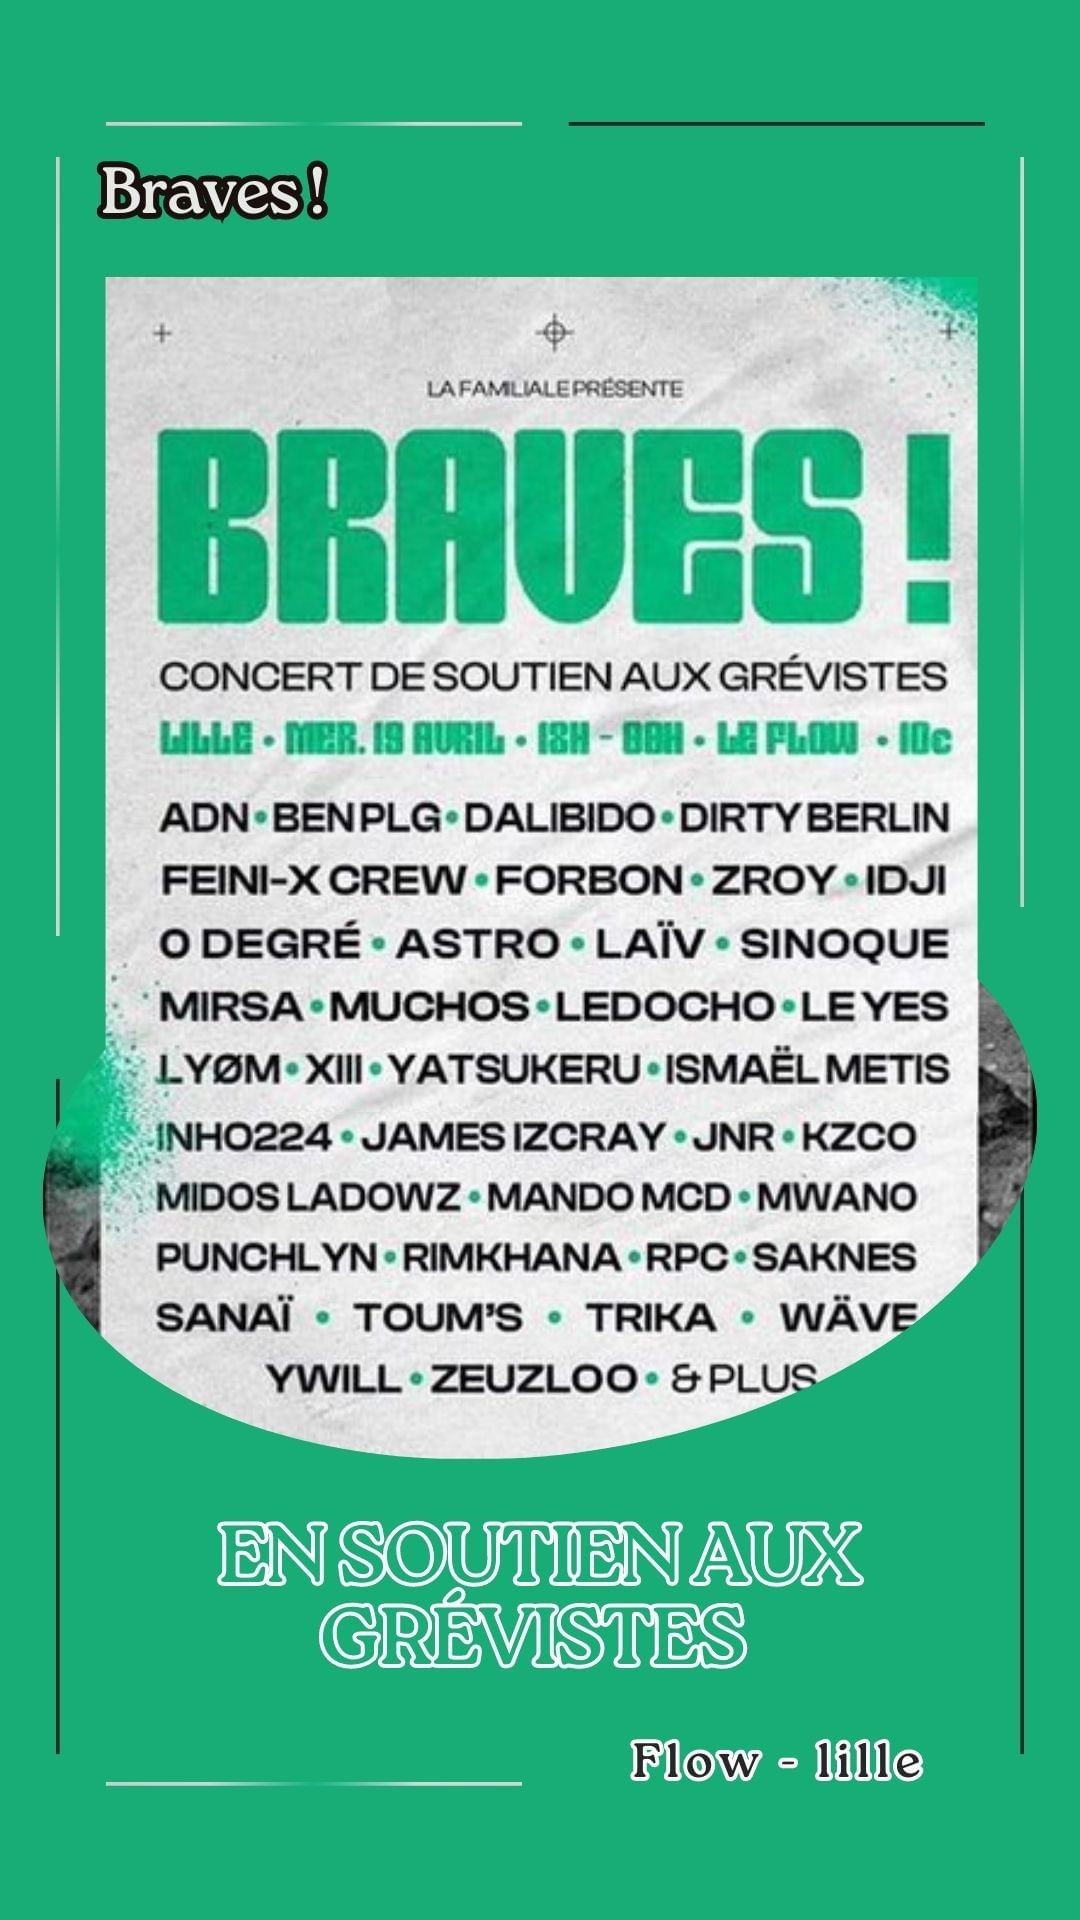 Braves!
LA FAMILIALE PRÉSENTE
BRAVES !
CONCERT DE SOUTIEN AUX GRÉVISTES
LILLE • MER. 19 AVRIL • 18H - 00H • LE FLOW • 10€
ADN • BEN PLG • DALIBIDO • DIRTY BERLIN
FEINI-X CREW • FORBON • ZROY • IDJI
O DEGRÉ • ASTRO • LAÏV • SINOQUE
MIRSA • MUCHOS • LEDOCHO • LE YES
LYØM • XIII • YATSUKERU • ISMAËL METIS
INHO224 • JAMES IZCRAY • JNR • KZCO
MIDOS LADOWZ • MANDO MCD • MWANO
PUNCHLYN • RIMKHANA • RPC • SAKNES
SANAÏ • TOUM'S • TRIKA • WÄVE
YWILL • ZEUZLOO • & PLUS
EN SOUTIEN AUX
GRÉVISTES
Flow - lille